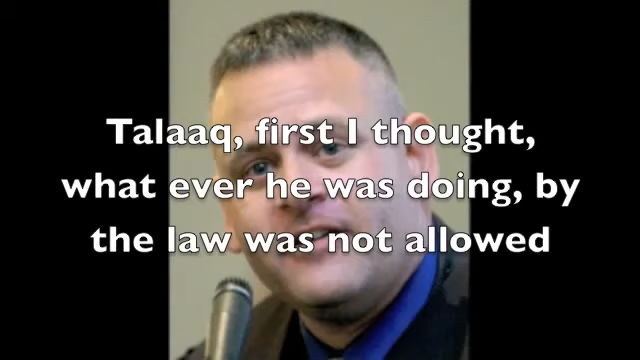 Talaaq, first I thought,
what ever he was doing, by
the law was not allowed